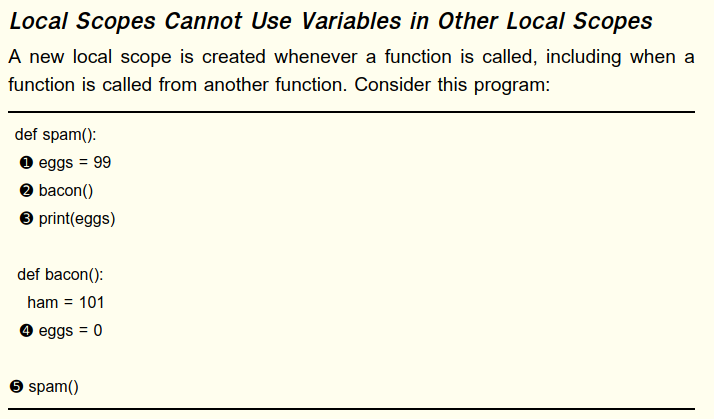 Local Scopes Cannot Use Variables in Other Local Scopes
A new local scope is created whenever a function is called, including when a
function is called from another function. Consider this program:
def spam():
❶ eggs = 99
❷ bacon()
❸ print(eggs)
def bacon():
ham = 101
❹ eggs = 0
❺ spam()